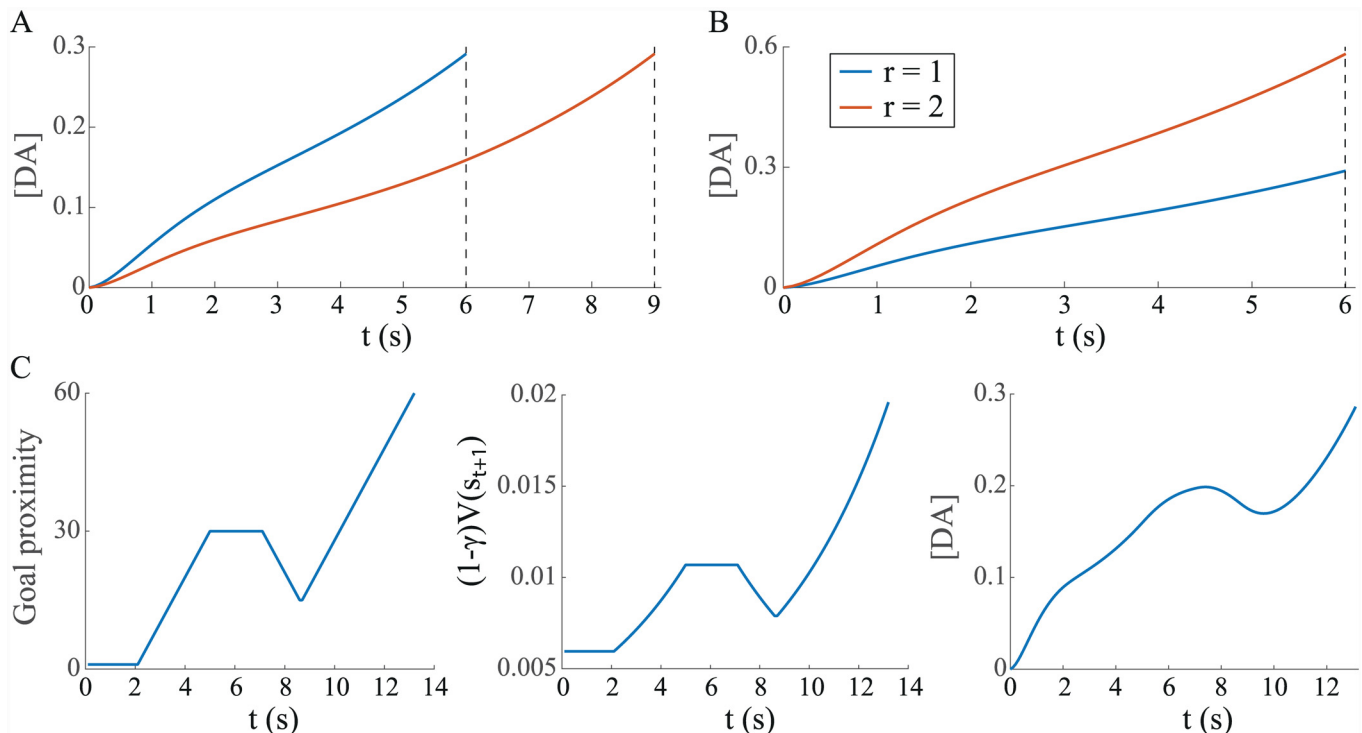 A
[DA]
0.3
0.2
0.1
0
0 1 2 3 4 5 6 7 8 9
t (s)
B
[DA]
0.6
0.3
0
r = 1
r = 2
0 1 2 3 4 5 6
t (s)
C
Goal proximity
60
30
0
0 2 4 6 8 10 12 14
t (s)
(1-γ)V(s_{t+1})
0.02
0.015
0.01
0.005
0 2 4 6 8 10 12 14
t (s)
[DA]
0.3
0.2
0.1
0
0 2 4 6 8 10 12
t (s)